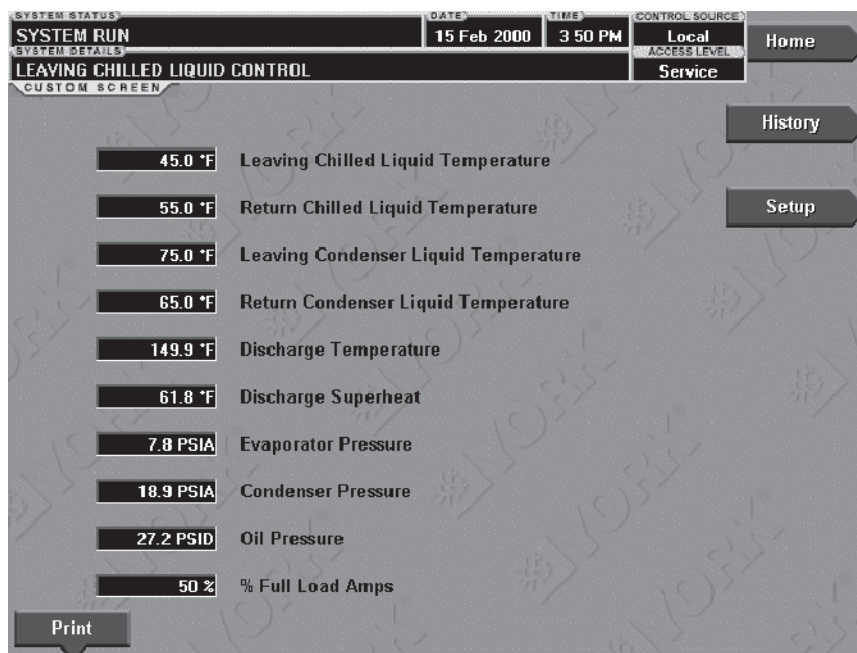 SYSTEM STATUS
SYSTEM RUN
DATE
15 Feb 2000
TIME
3 50 PM
CONTROL SOURCE
Local
SYSTEM DETAILS
LEAVING CHILLED LIQUID CONTROL
ACCESS LEVEL
Service
Home
CUSTOM SCREEN
History
Setup
45.0 °F Leaving Chilled Liquid Temperature
55.0 °F Return Chilled Liquid Temperature
75.0 °F Leaving Condenser Liquid Temperature
65.0 °F Return Condenser Liquid Temperature
149.9 °F Discharge Temperature
61.8 °F Discharge Superheat
7.8 PSIA Evaporator Pressure
18.9 PSIA Condenser Pressure
27.2 PSID Oil Pressure
50 % % Full Load Amps
Print
YORK